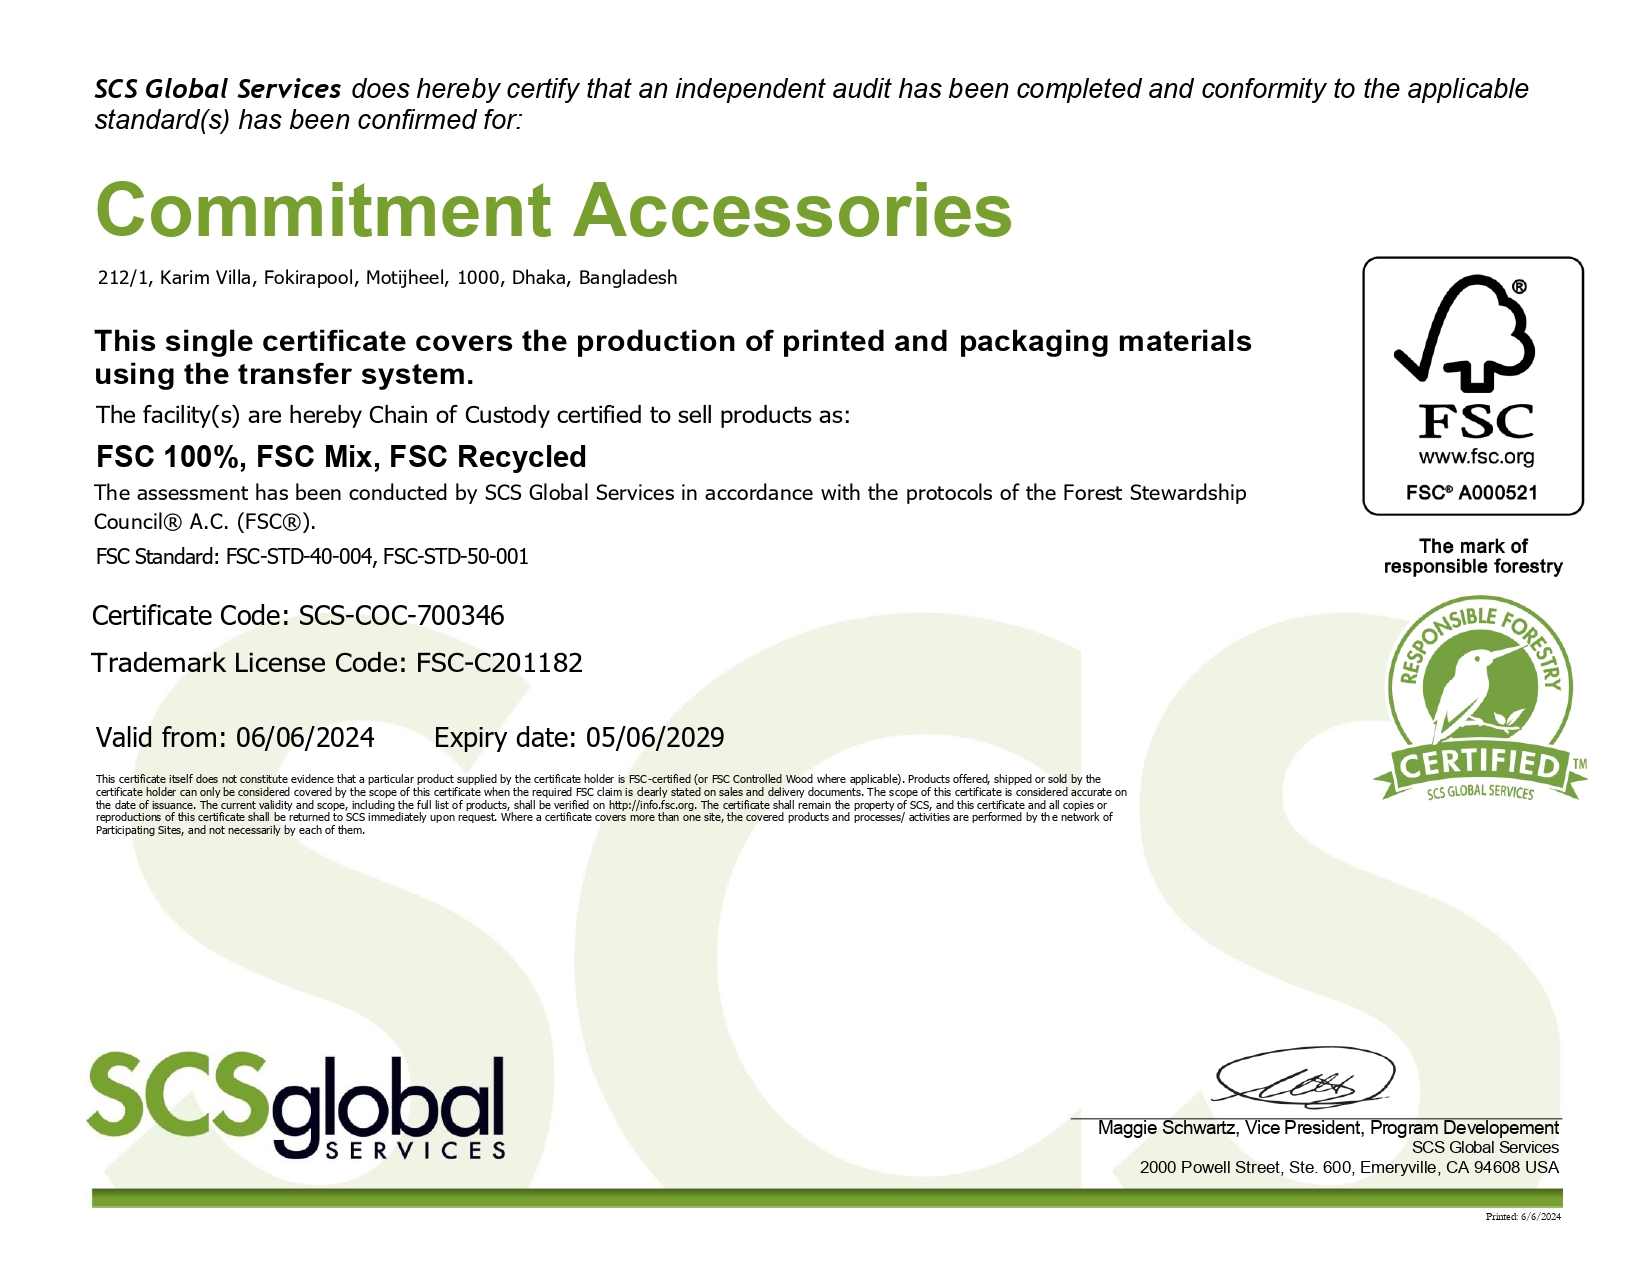 SCS Global Services does hereby certify that an independent audit has been completed and conformity to the applicable
standard(s) has been confirmed for:
Commitment Accessories
212/1, Karim Villa, Fokirapool, Motijheel, 1000, Dhaka, Bangladesh
This single certificate covers the production of printed and packaging materials
using the transfer system.
The facility(s) are hereby Chain of Custody certified to sell products as:
FSC 100%, FSC Mix, FSC Recycled
The assessment has been conducted by SCS Global Services in accordance with the protocols of the Forest Stewardship
Council® A.C. (FSC®).
FSC Standard: FSC-STD-40-004, FSC-STD-50-001
®
FSC
www.fsc.org
FSC® A000521
The mark of
responsible forestry
Certificate Code: SCS-COC-700346
Trademark License Code: FSC-C201182
Valid from: 06/06/2024 Expiry date: 05/06/2029
RESPONSIBLE FORESTRY
CERTIFIED TM
SCS GLOBAL SERVICES
This certificate itself does not constitute evidence that a particular product supplied by the certificate holder is FSC-certified (or FSC Controlled Wood where applicable). Products offered, shipped or sold by the
certificate holder can only be considered covered by the scope of this certificate when the required FSC claim is clearly stated on sales and delivery documents. The scope of this certificate is considered accurate on
the date of issuance. The current validity and scope, including the full list of products, shall be verified on http://info.fsc.org. The certificate shall remain the property of SCS, and this certificate and all copies or
reproductions of this certificate shall be returned to SCS immediately upon request. Where a certificate covers more than one site, the covered products and processes/ activities are performed by the network of
Participating Sites, and not necessarily by each of them.
SCS
SCSglobal
SERVICES
Maggie Schwartz, Vice President, Program Developement
SCS Global Services
2000 Powell Street, Ste. 600, Emeryville, CA 94608 USA
Printed: 6/6/2024